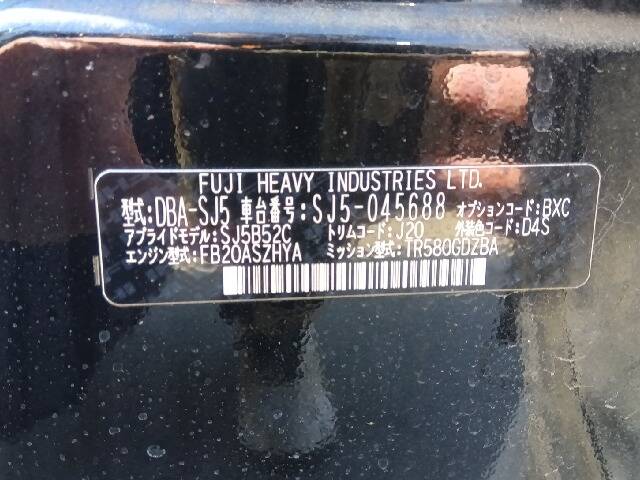 FUJI HEAVY INDUSTRIES LTD.
型式:DBA-SJ5 車台番号:SJ5-045688 オプションコード:BXC
アプライドモデル:SJ5B52C トリムコード:J20 外装色コード:D4S
エンジン型式:FB20ASZHYA ミッション型式:TR580GDZBA